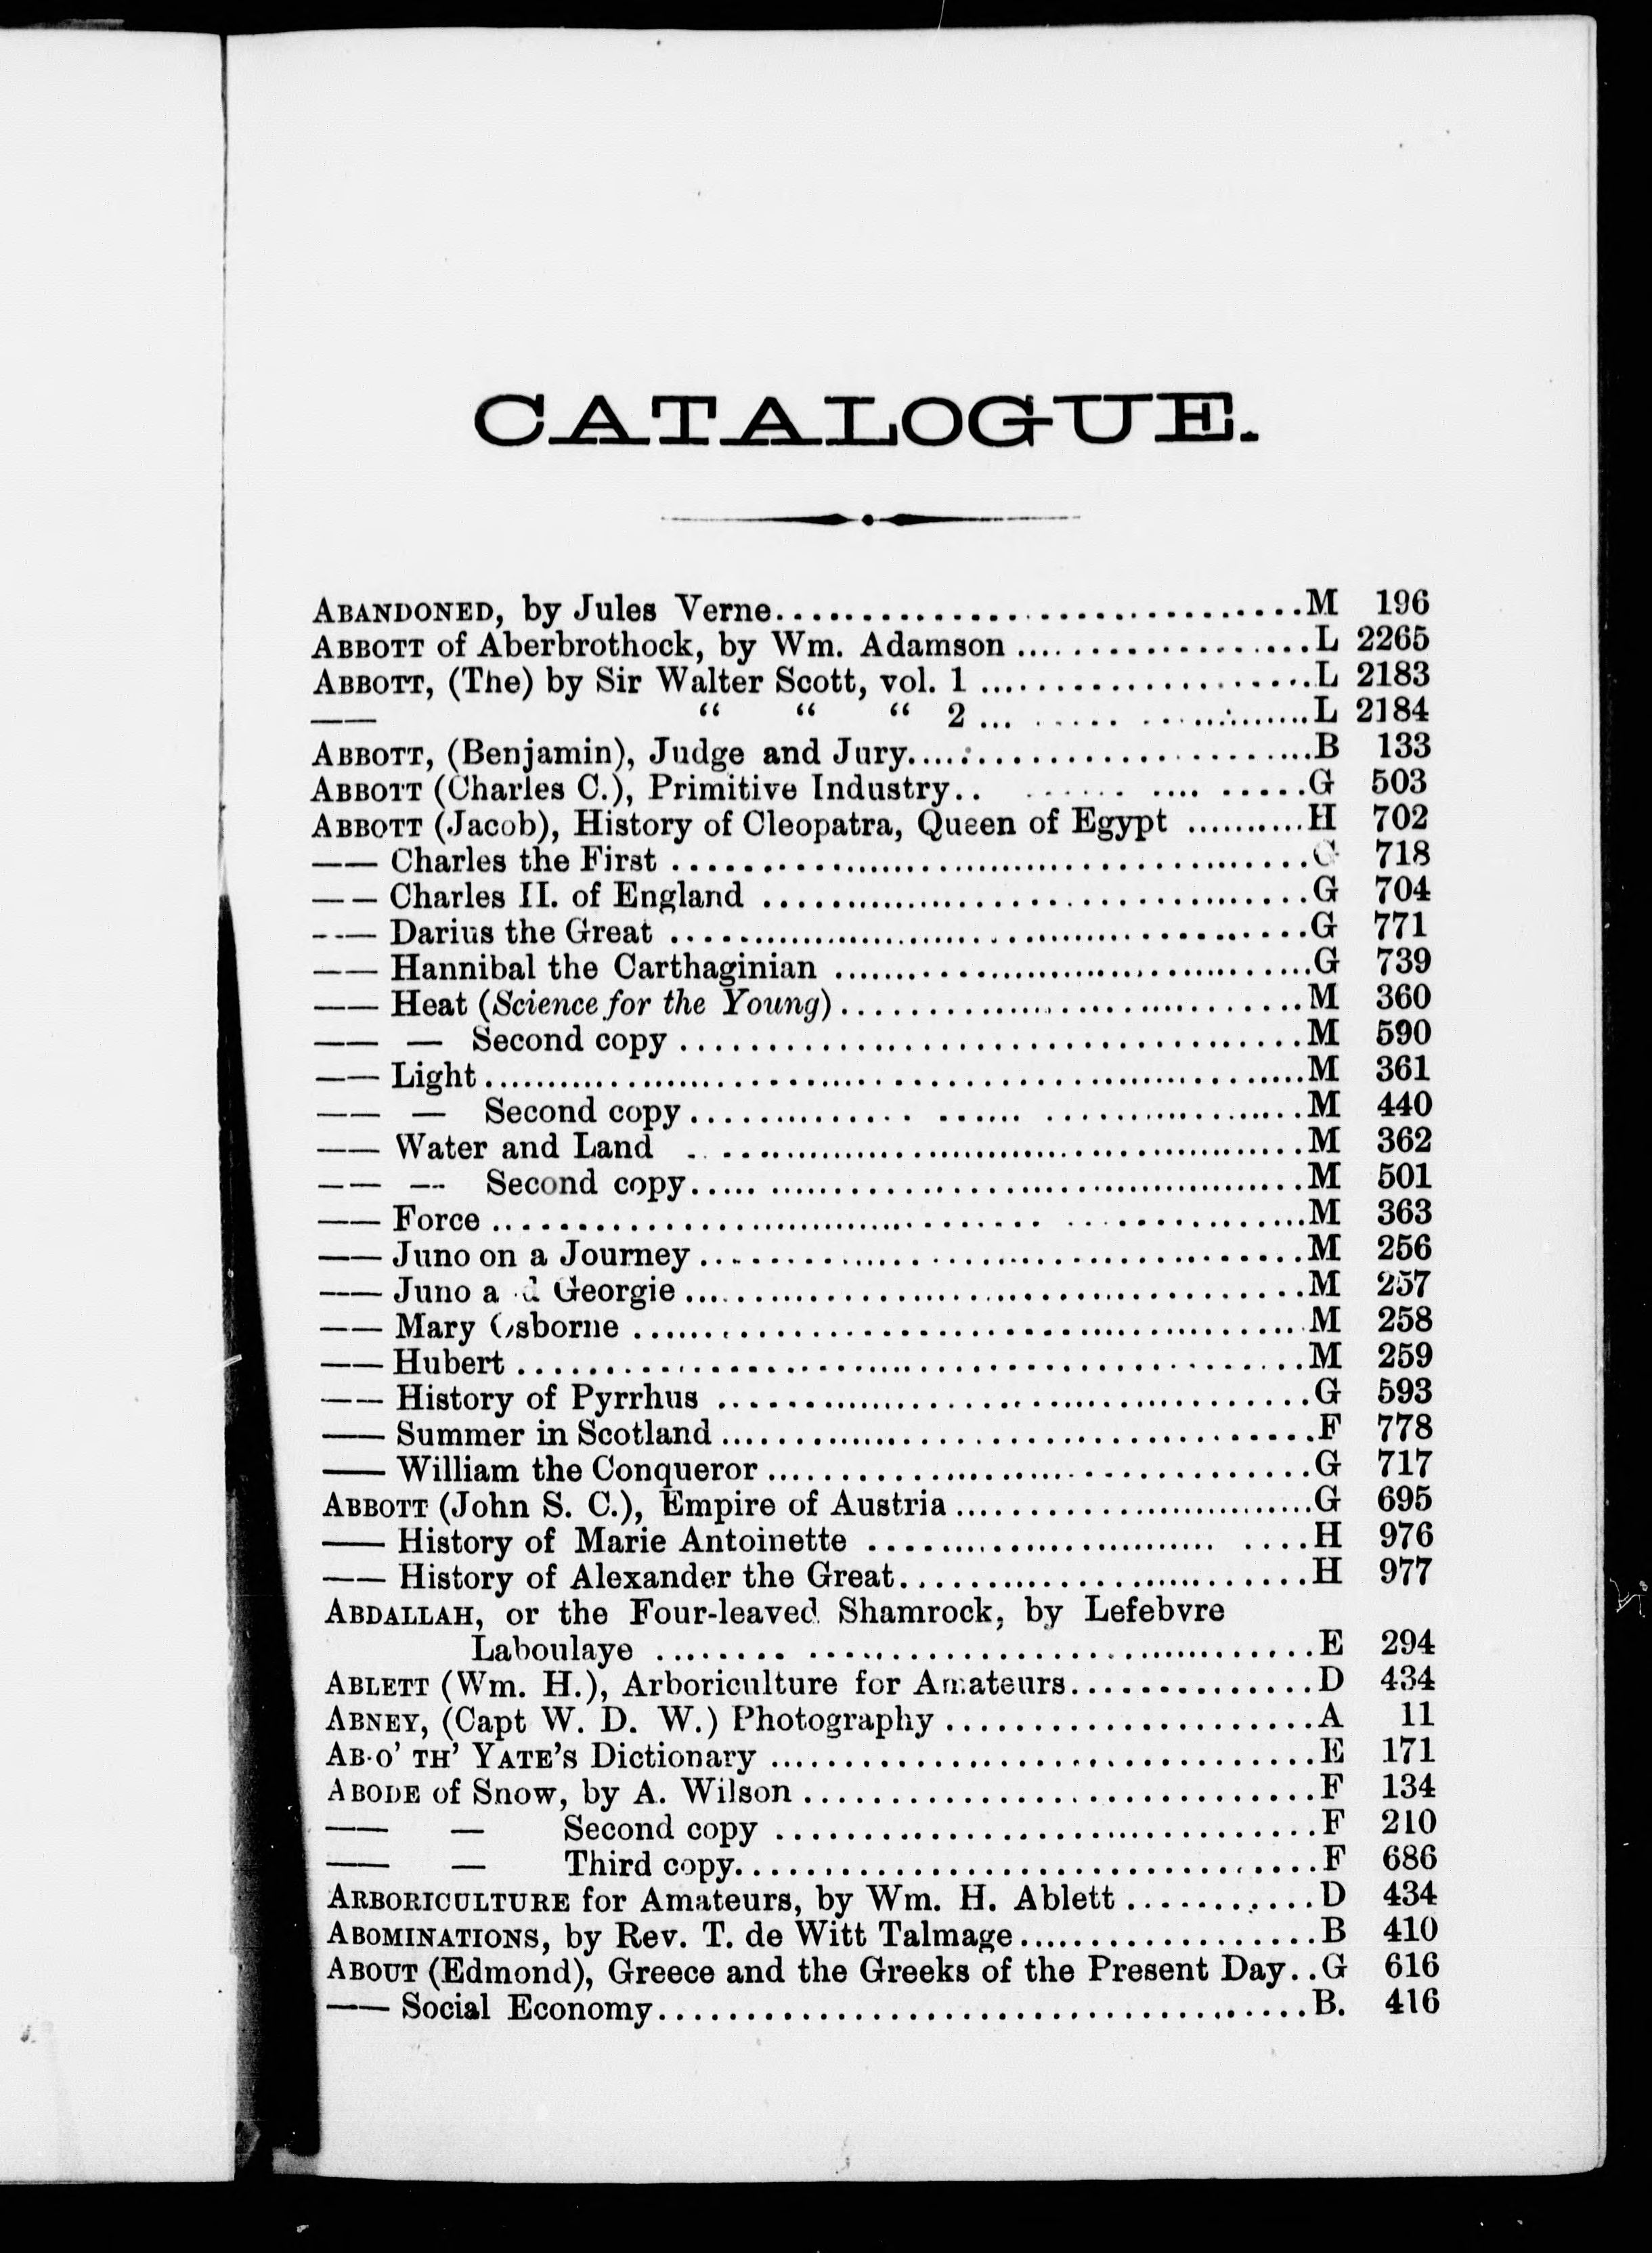 CATALOGUE.
ABANDONED, by Jules Verne..............................M 196
ABBOTT of Aberbrothock, by Wm. Adamson ..................L 2265
ABBOTT, (The) by Sir Walter Scott, vol. 1 ....................L 2183
—— “ “ “ 2 ....................L 2184
ABBOTT, (Benjamin), Judge and Jury........................B 133
ABBOTT (Charles C.), Primitive Industry.. ...... .... .....G 503
ABBOTT (Jacob), History of Cleopatra, Queen of Egypt ..........H 702
—— Charles the First ........................................G 718
—— Charles II. of England ..................................G 704
—— Darius the Great ........................................G 771
—— Hannibal the Carthaginian ..............................G 739
—— Heat (Science for the Young)..............................M 360
—— — Second copy ........................................M 590
—— Light....................................................M 361
—— — Second copy........................................M 440
—— Water and Land ........................................M 362
—— — Second copy........................................M 501
—— Force ..................................................M 363
—— Juno on a Journey ......................................M 256
—— Juno a d Georgie ........................................M 257
—— Mary Osborne ..........................................M 258
—— Hubert ................................................M 259
—— History of Pyrrhus ......................................G 593
—— Summer in Scotland ....................................F 778
—— William the Conqueror ..................................G 717
ABBOTT (John S. C.), Empire of Austria ......................G 695
—— History of Marie Antoinette ............................H 976
—— History of Alexander the Great..........................H 977
ABDALLAH, or the Four-leaved Shamrock, by Lefebvre
Laboulaye ........................................E 294
ABLETT (Wm. H.), Arboriculture for Amateurs...............D 434
ABNEY, (Capt W. D. W.) Photography ......................A 11
AB-O’ TH’ YATE’S Dictionary ................................E 171
ABODE of Snow, by A. Wilson ..............................F 134
—— — Second copy ................................F 210
—— — Third copy..................................F 686
ARBORICULTURE for Amateurs, by Wm. H. Ablett ............D 434
ABOMINATIONS, by Rev. T. de Witt Talmage..................B 410
ABOUT (Edmond), Greece and the Greeks of the Present Day..G 616
—— Social Economy......................................B. 416